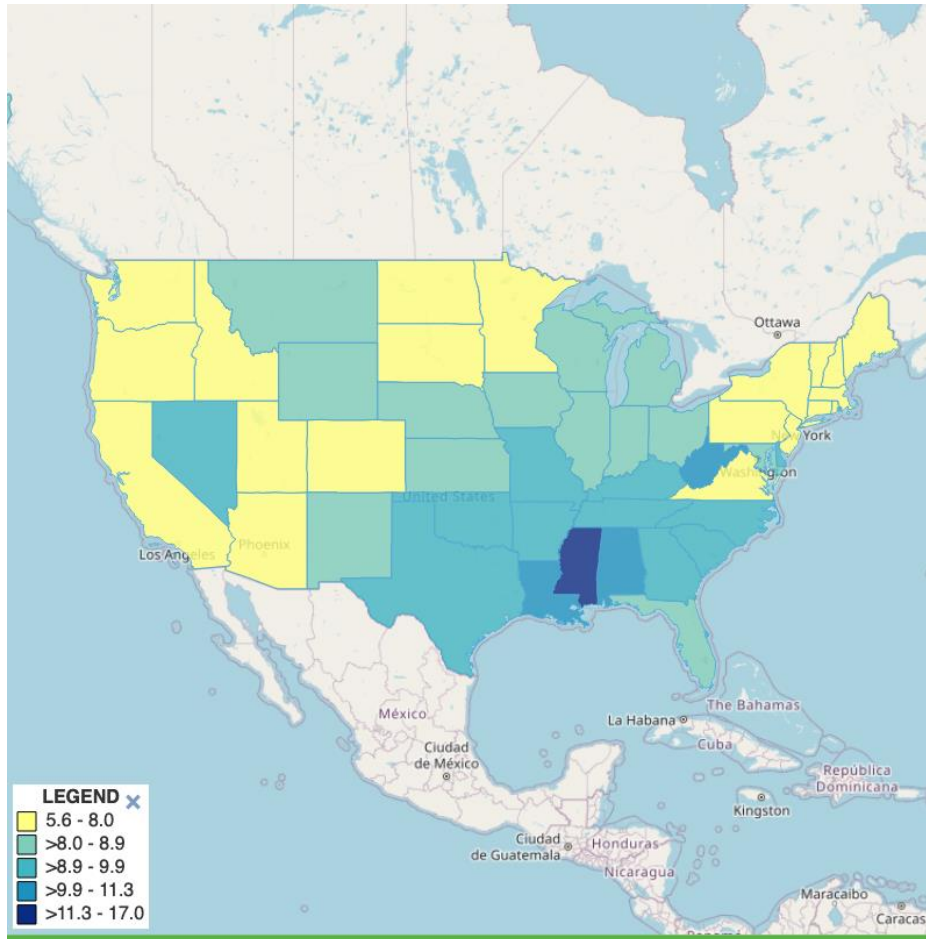 Ottawa
New York
Washington
United States
Los Angeles
Phoenix
México
Ciudad
de México
La Habana
The Bahamas
Cuba
República
Dominicana
Kingston
Ciudad
de Guatemala
Honduras
Nicaragua
Maracaibo
Caracas
Panamá
LEGEND ×
5.6 - 8.0
>8.0 - 8.9
>8.9 - 9.9
>9.9 - 11.3
>11.3 - 17.0